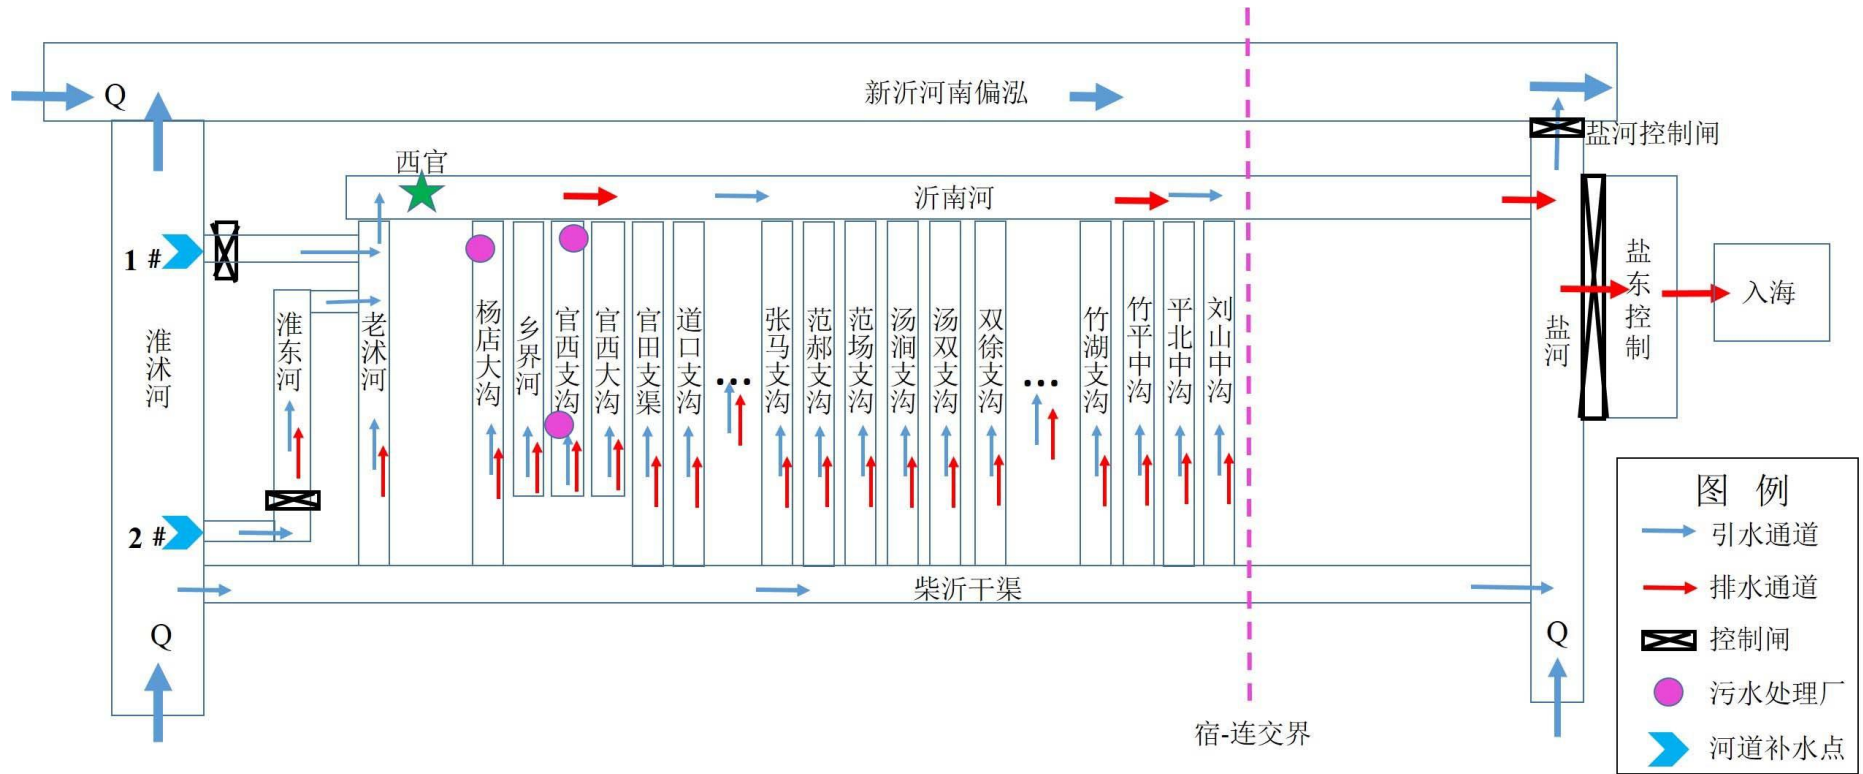 Q
新沂河南偏泓
盐河控制闸
西官
沂南河
1 #
淮沭河
淮东河
老沭河
杨店大沟
乡界河
官西支沟
官西大沟
官田支渠
道口支沟
...
张马支沟
范郝支沟
范场支沟
汤涧支沟
汤双支沟
双徐支沟
...
竹湖支沟
竹平中沟
平北中沟
刘山中沟
盐河
盐东控制
入海
2 #
柴沂干渠
Q
Q
宿-连交界
图 例
引水通道
排水通道
控制闸
污水处理厂
河道补水点